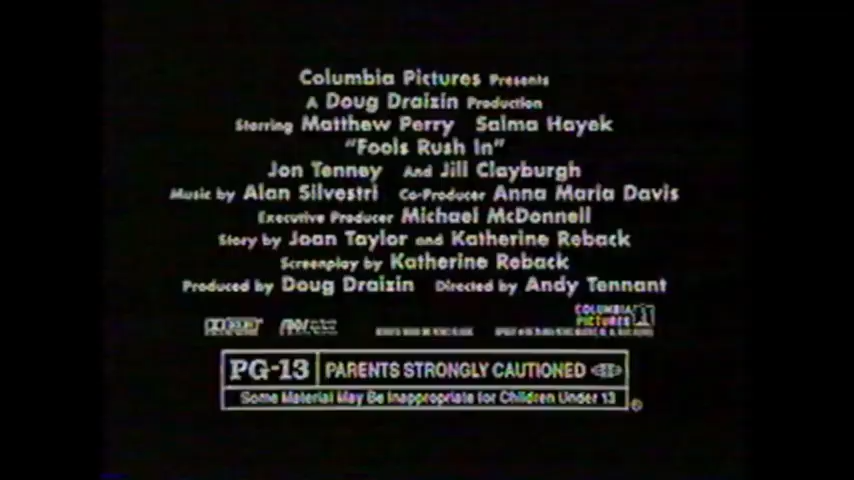 Columbia Pictures Presents
A Doug Draizin Production
Starring Matthew Perry Salma Hayek
"Fools Rush In"
Jon Tenney And Jill Clayburgh
Music by Alan Silvestri Co-Producer Anna Maria Davis
Executive Producer Michael McDonnell
Story by Joan Taylor and Katherine Reback
Screenplay by Katherine Reback
Produced by Doug Draizin Directed by Andy Tennant
COLUMBIA
PICTURES
PG-13 PARENTS STRONGLY CAUTIONED
Some Material May Be Inappropriate for Children Under 13
®